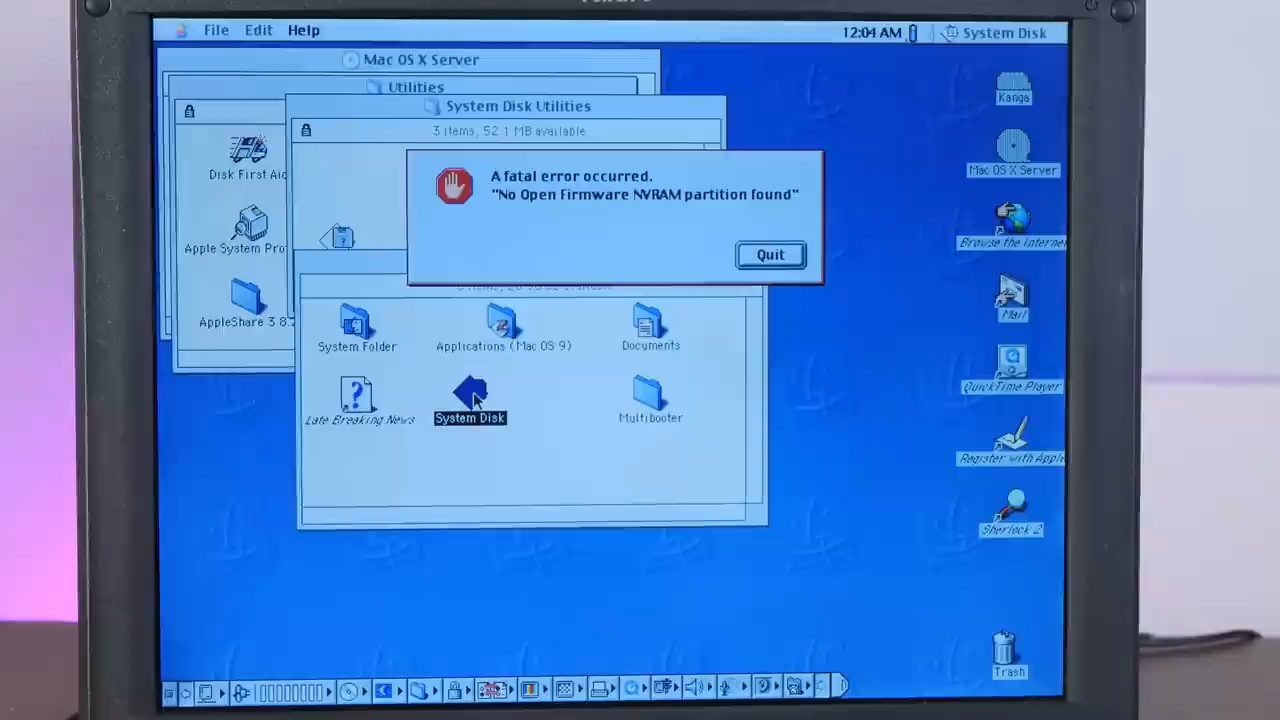 File Edit Help
12:04 AM
System Disk
Mac OS X Server
Utilities
System Disk Utilities
3 items, 52.1 MB available
A fatal error occurred.
"No Open Firmware NVRAM partition found"
Quit
Disk First Aid
Apple System Pro
AppleShare 3.8.
System Folder
Applications (Mac OS 9)
Documents
Late Breaking News
System Disk
Multibooter
Kanga
Mac OS X Server
Browse the Internet
Mail
QuickTime Player
Register with Apple
Sherlock 2
Trash